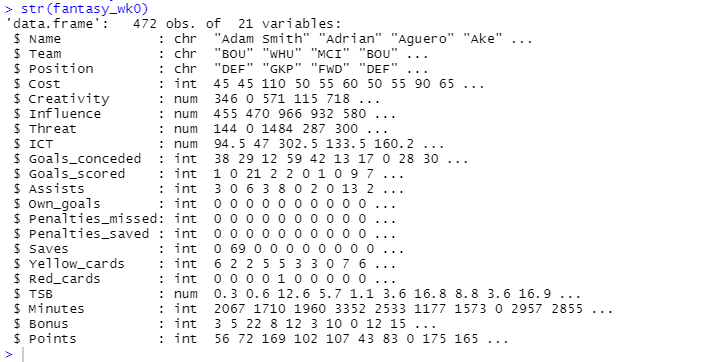 > str(fantasy_wk0)
'data.frame':   472 obs. of  21 variables:
 $ Name            : chr  "Adam Smith" "Adrian" "Aguero" "Ake" ...
 $ Team            : chr  "BOU" "WHU" "MCI" "BOU" ...
 $ Position        : chr  "DEF" "GKP" "FWD" "DEF" ...
 $ Cost            : int  45 45 110 50 55 60 50 55 90 65 ...
 $ Creativity      : num  346 0 571 115 718 ...
 $ Influence       : num  455 470 966 932 580 ...
 $ Threat          : num  144 0 1484 287 300 ...
 $ ICT             : num  94.5 47 302.5 133.5 160.2 ...
 $ Goals_conceded  : int  38 29 12 59 42 13 17 0 28 30 ...
 $ Goals_scored    : int  1 0 21 2 2 0 1 0 9 7 ...
 $ Assists         : int  3 0 6 3 8 0 2 0 13 2 ...
 $ Own_goals       : int  0 0 0 0 0 0 0 0 0 0 ...
 $ Penalties_missed: int  0 0 0 0 0 0 0 0 0 0 ...
 $ Penalties_saved : int  0 0 0 0 0 0 0 0 0 0 ...
 $ Saves           : int  0 69 0 0 0 0 0 0 0 0 ...
 $ Yellow_cards    : int  6 2 2 5 5 3 3 0 7 6 ...
 $ Red_cards       : int  0 0 0 0 1 0 0 0 0 0 ...
 $ TSB             : num  0.3 0.6 12.6 5.7 1.1 3.6 16.8 8.8 3.6 16.9 ...
 $ Minutes         : int  2067 1710 1960 3352 2533 1177 1573 0 2957 2855 ...
 $ Bonus           : int  3 5 22 8 12 3 10 0 12 15 ...
 $ Points          : int  56 72 169 102 107 43 83 0 175 165 ...
>